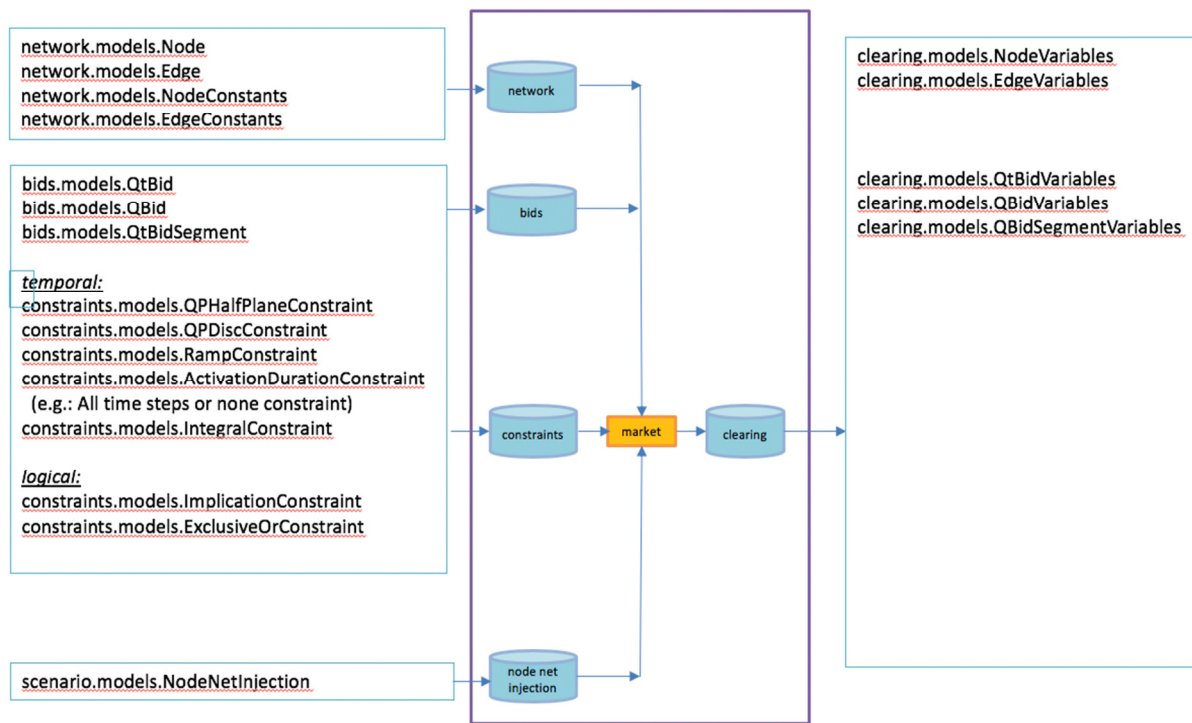 network.models.Node
network.models.Edge
network.models.NodeConstants
network.models.EdgeConstants
bids.models.QtBid
bids.models.QBid
bids.models.QtBidSegment
temporal:
constraints.models.QPHalfPlaneConstraint
constraints.models.QPDiscConstraint
constraints.models.RampConstraint
constraints.models.ActivationDurationConstraint
(e.g.: All time steps or none constraint)
constraints.models.IntegralConstraint
logical:
constraints.models.ImplicationConstraint
constraints.models.ExclusiveOrConstraint
scenario.models.NodeNetInjection
network
bids
constraints
market
clearing
node net
injection
clearing.models.NodeVariables
clearing.models.EdgeVariables
clearing.models.QtBidVariables
clearing.models.QBidVariables
clearing.models.QBidSegmentVariables